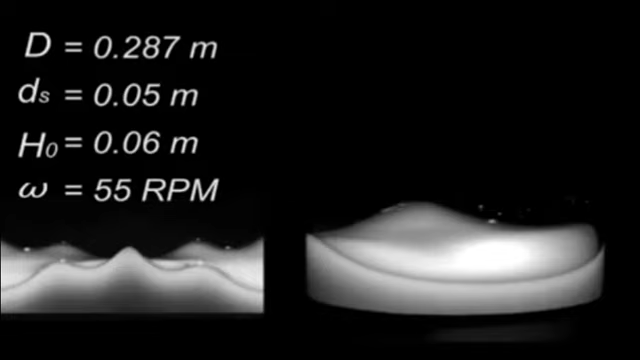 D = 0.287 m
ds = 0.05 m
H0 = 0.06 m
ω = 55 RPM